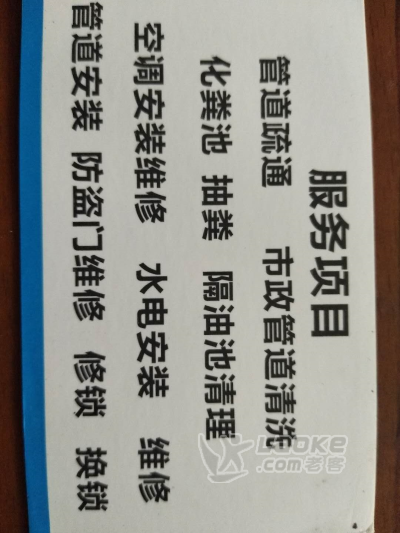 服务项目
管道疏通 市政管道清洗
化粪池 抽粪 隔油池清理
空调安装维修 水电安装 维修
管道安装 防盗门维修 修锁 换锁
Looke
.com老客